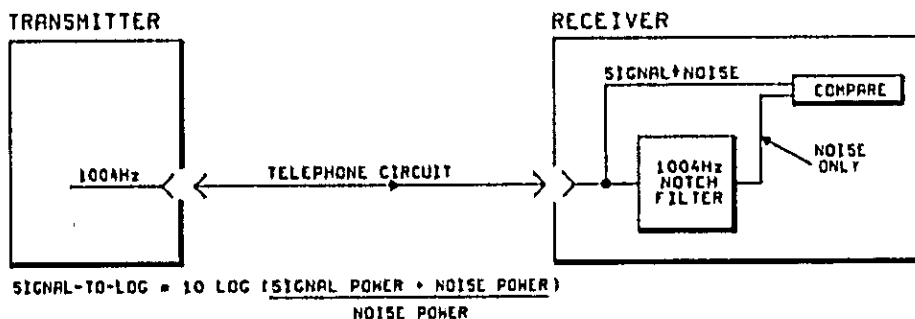 TRANSMITTER
RECEIVER
SIGNAL+NOISE
COMPARE
1004Hz
TELEPHONE CIRCUIT
1004Hz
NOTCH
FILTER
NOISE
ONLY
SIGNAL-TO-LOG = 10 LOG (SIGNAL POWER + NOISE POWER)
NOISE POWER